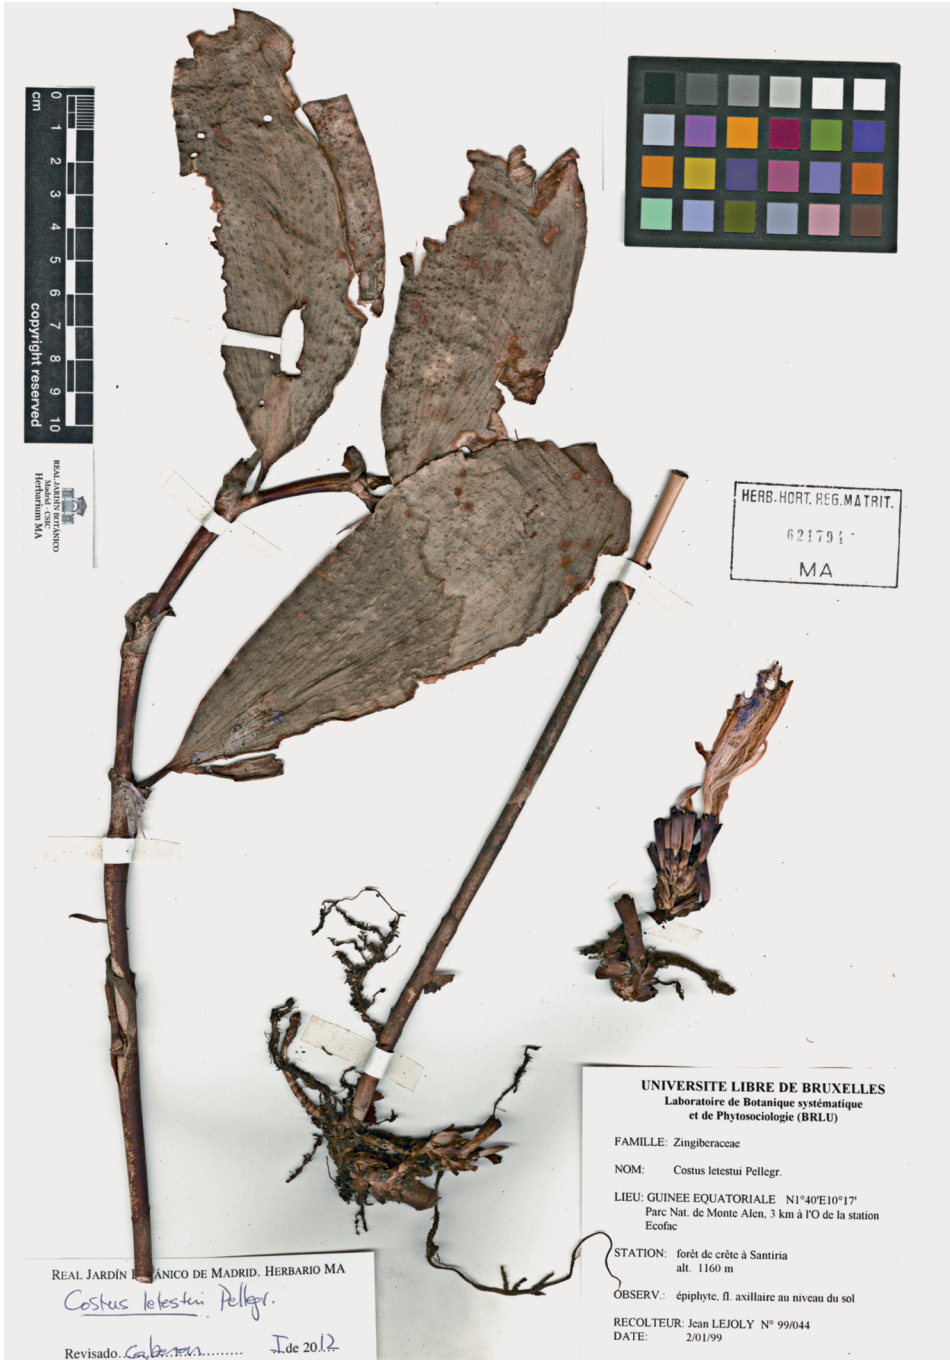 cm
0
1
2
3
4
5
6
7
8
9
10
copyright reserved
REAL JARDÍN BOTÁNICO
Madrid - CSIC
Herbarium MA
HERB. HORT. REG. MATRIT.
621794
MA
UNIVERSITE LIBRE DE BRUXELLES
Laboratoire de Botanique systématique
et de Phytosociologie (BRLU)
FAMILLE: Zingiberaceae
NOM: Costus letestui Pellegr.
LIEU: GUINEE EQUATORIALE N1°40'E10°17'
Parc Nat. de Monte Alen, 3 km à l'O de la station
Ecofac
STATION: forêt de crête à Santiria
alt. 1160 m
OBSERV.: épiphyte, fl. axillaire au niveau du sol
RECOLTEUR: Jean LEJOLY N° 99/044
DATE: 2/01/99
REAL JARDÍN BOTÁNICO DE MADRID. HERBARIO MA
Costus letestui Pellegr.
Revisado I de 2012